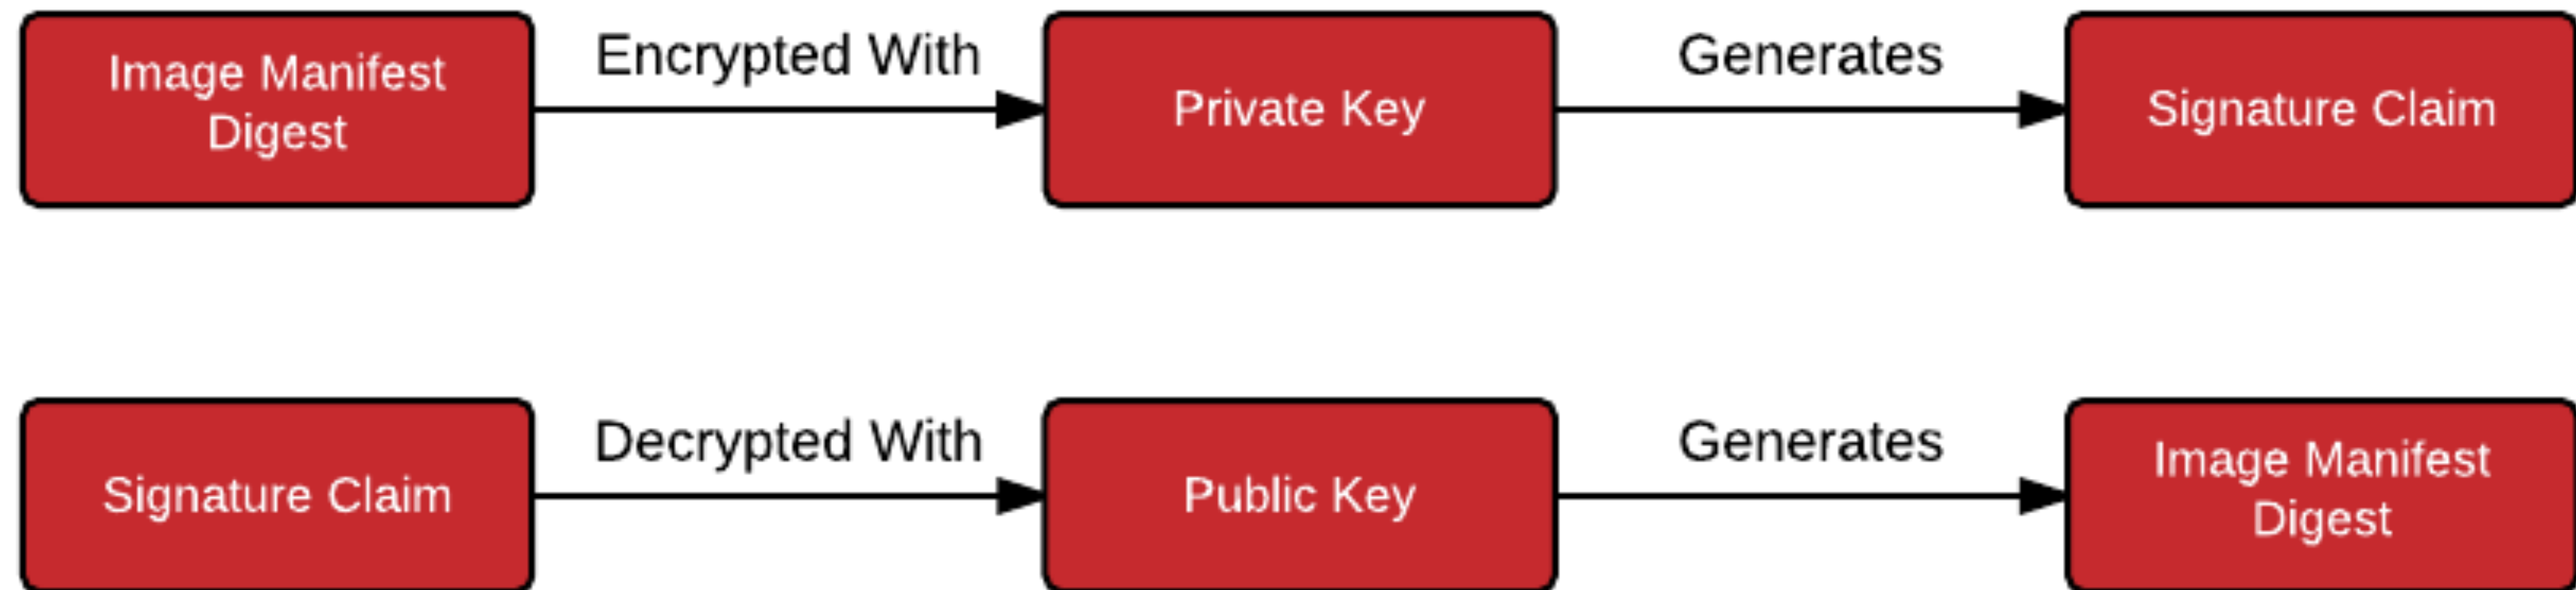 Image Manifest
Digest
Encrypted With
Private Key
Generates
Signature Claim
Signature Claim
Decrypted With
Public Key
Generates
Image Manifest
Digest